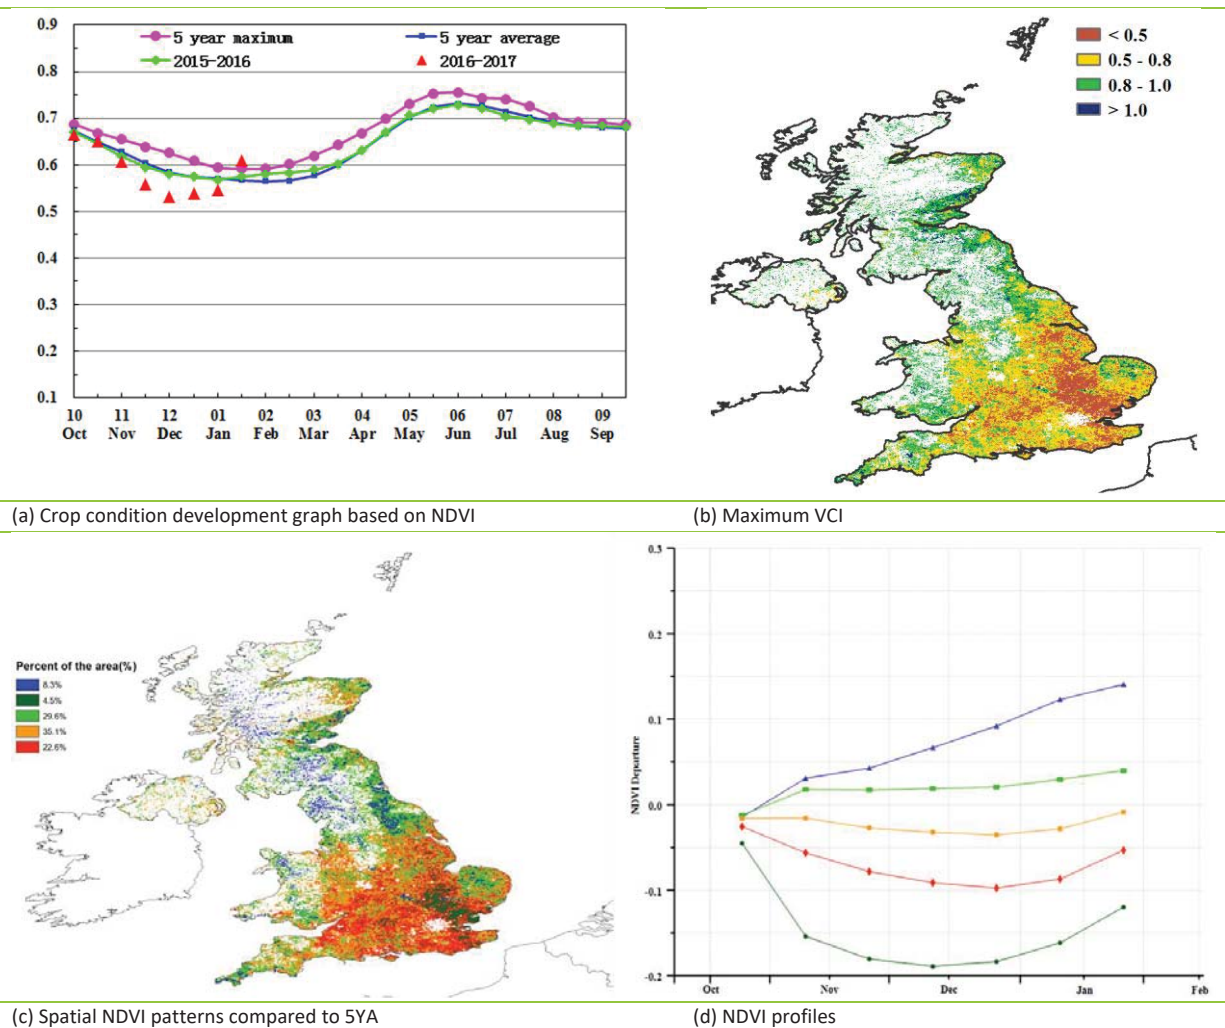 0.9
0.8
0.7
0.6
0.5
0.4
0.3
0.2
0.1
5 year maximum
5 year average
2015-2016
2016-2017
10 11 12 01 02 03 04 05 06 07 08 09
Oct Nov Dec Jan Feb Mar Apr May Jun Jul Aug Sep
< 0.5
0.5 - 0.8
0.8 - 1.0
> 1.0
(a) Crop condition development graph based on NDVI
(b) Maximum VCI
Percent of the area(%)
8.3%
4.5%
29.6%
35.1%
22.6%
0.3
0.2
0.1
0.0
-0.1
-0.2
NDVI Departure
Oct Nov Dec Jan Feb
(c) Spatial NDVI patterns compared to 5YA
(d) NDVI profiles